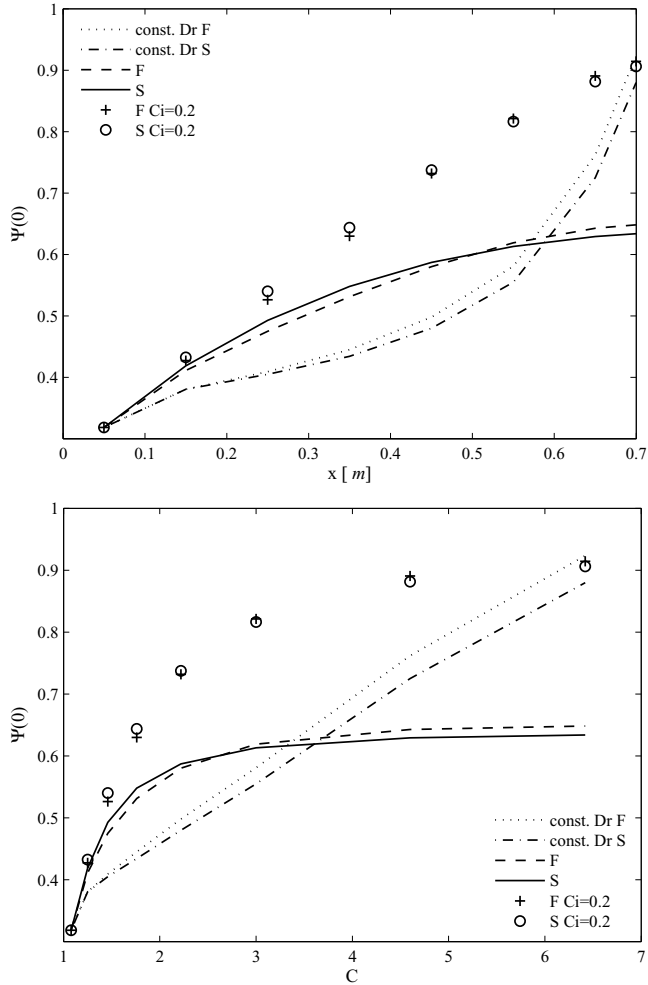 1
0.9
0.8
0.7
0.6
0.5
0.4
Ψ(0)
const. Dr F
const. Dr S
F
S
F Ci=0.2
S Ci=0.2
0 0.1 0.2 0.3 0.4 0.5 0.6 0.7
x [ m]
1
0.9
0.8
0.7
0.6
0.5
0.4
Ψ(0)
const. Dr F
const. Dr S
F
S
F Ci=0.2
S Ci=0.2
1 2 3 4 5 6 7
C